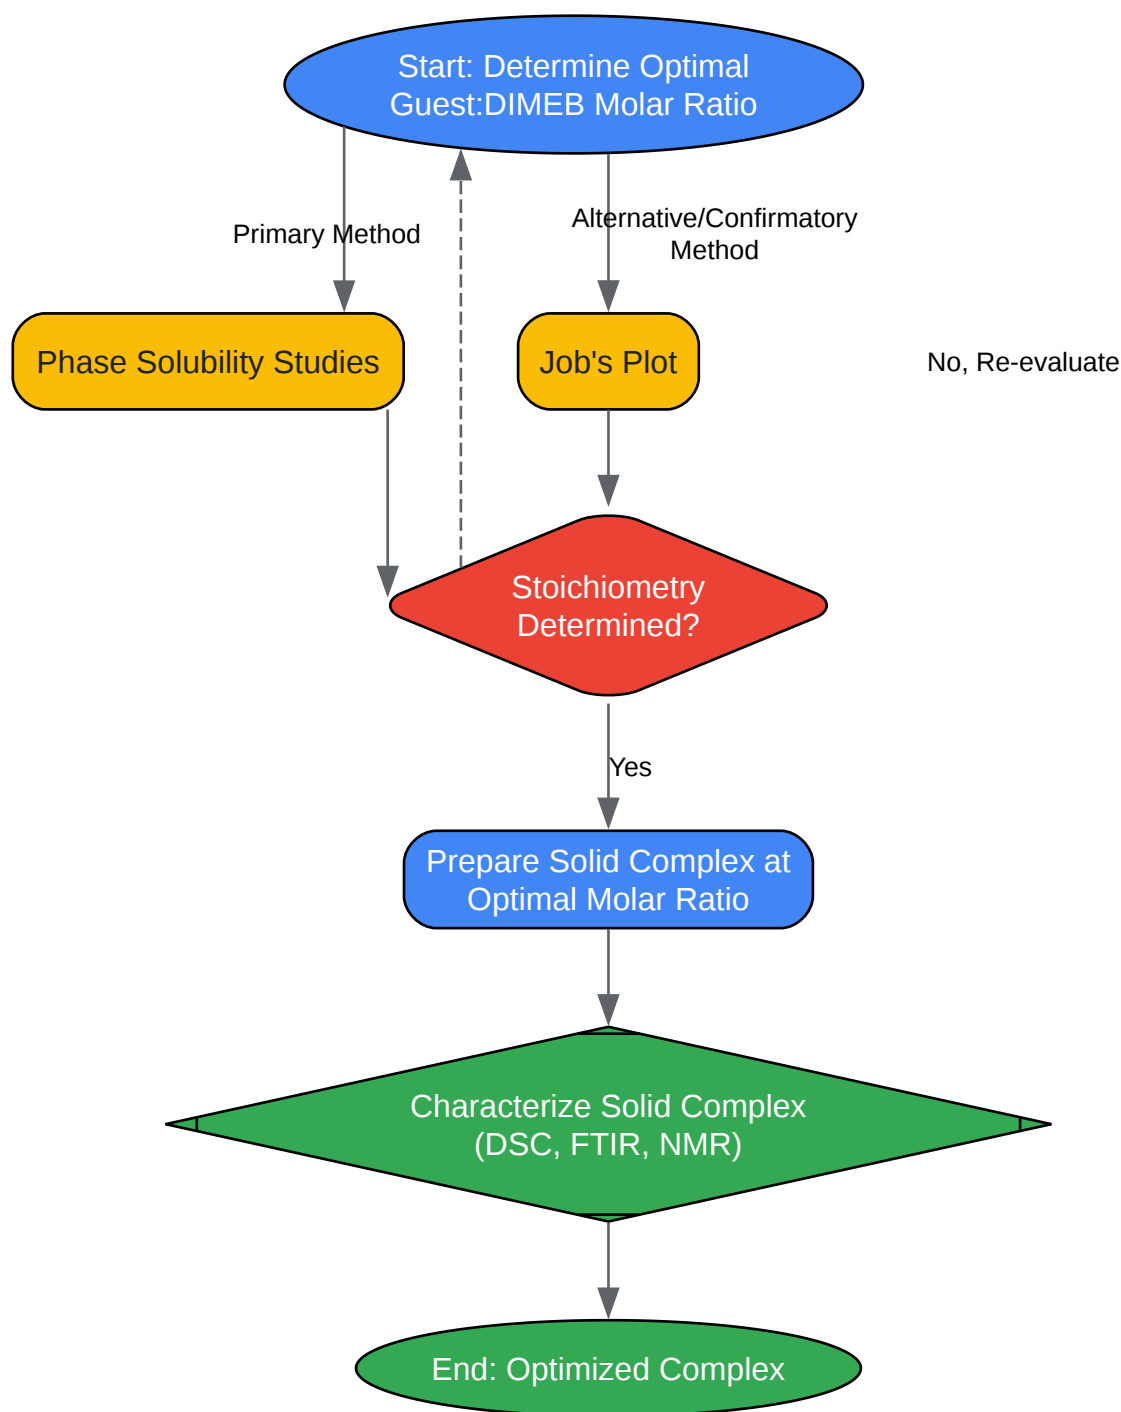 Start: Determine Optimal
Guest:DIMEB Molar Ratio
Primary Method
Alternative/Confirmatory
Method
Phase Solubility Studies
Job's Plot
No, Re-evaluate
Stoichiometry
Determined?
Yes
Prepare Solid Complex at
Optimal Molar Ratio
Characterize Solid Complex
(DSC, FTIR, NMR)
End: Optimized Complex